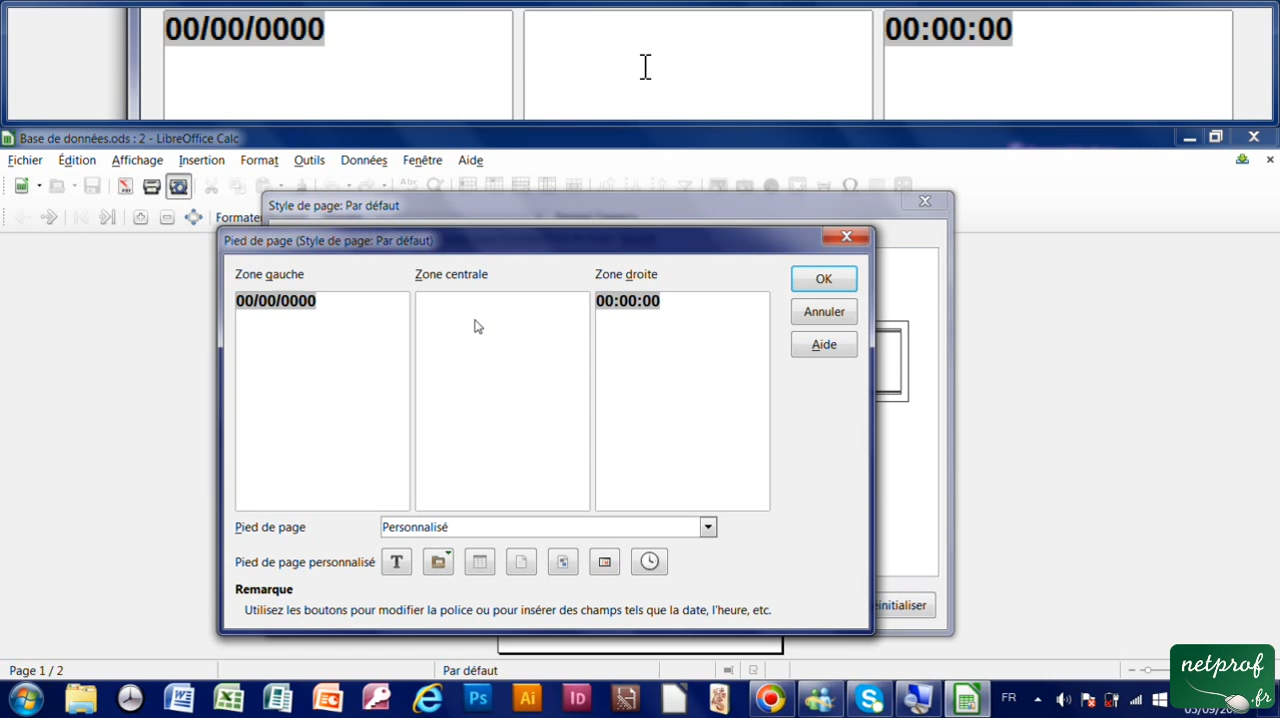 00/00/0000
00:00:00
Base de données.ods : 2 - LibreOffice Calc
Fichier Édition Affichage Insertion Format Outils Données Fenêtre Aide
Style de page: Par défaut
Pied de page (Style de page: Par défaut)
Zone gauche Zone centrale Zone droite
00/00/0000
00:00:00
OK
Annuler
Aide
Pied de page Personnalisé
Pied de page personnalisé
Remarque
Utilisez les boutons pour modifier la police ou pour insérer des champs tels que la date, l'heure, etc.
Page 1 / 2 Par défaut
Ps Ai ID FR
netprof
.fr